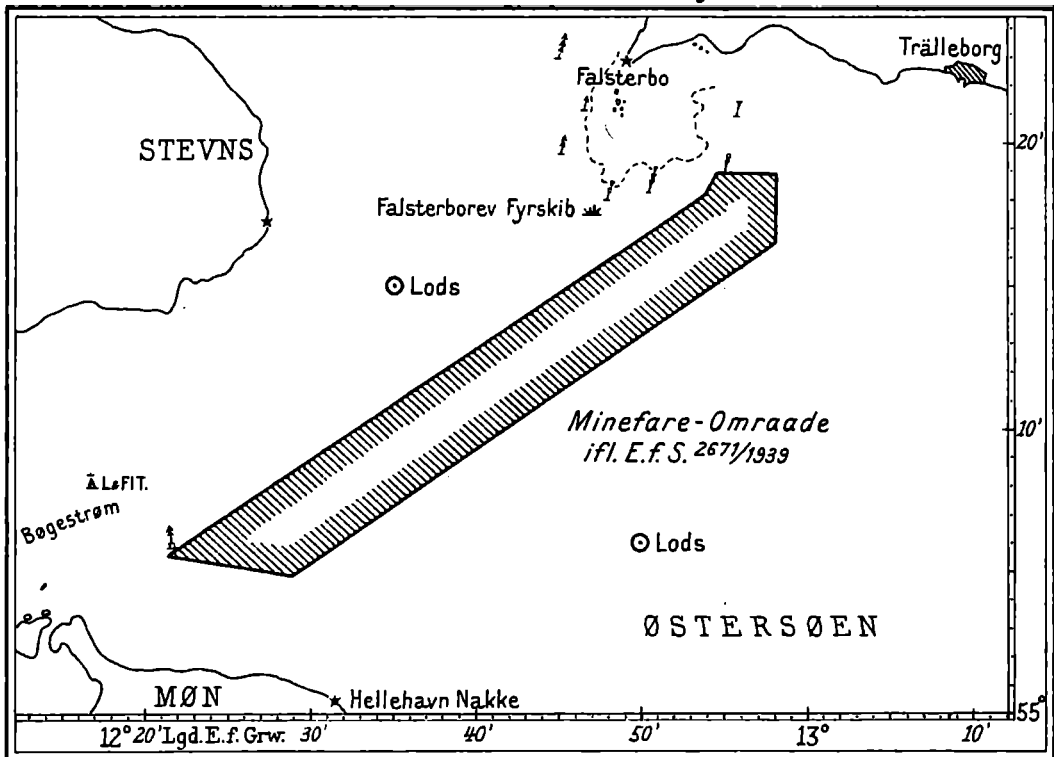 Trälleborg
Falsterbo
I
STEVNS
20'
Falsterborev Fyrskib
Lods
Minefare-Omraade
10'
ifl. E.f.S. 2671/1939
Bøgestrøm
Lods
ØSTERSØEN
MØN
Hellehavn Nakke
55°
12° 20' Lgd.E.f. Grw. 30' 40' 50' 13° 10'